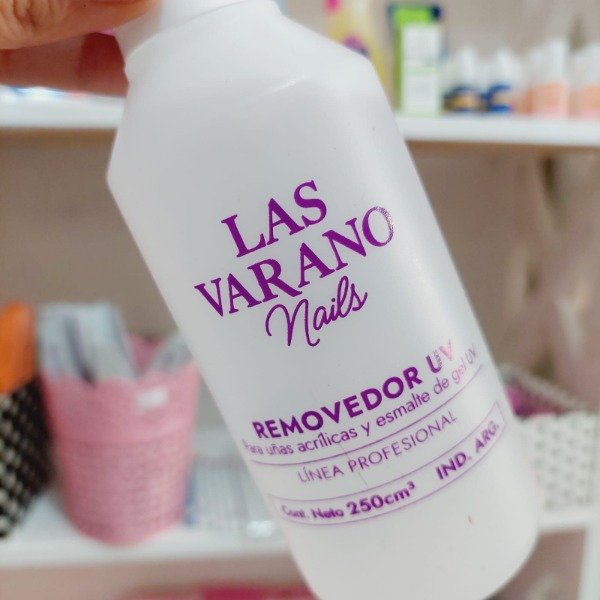 LAS
VARANO
Nails
REMOVEDOR UV
Para uñas acrílicas y esmalte de gel UV
LÍNEA PROFESIONAL
Cont. Neto 250cm³ IND. ARG.